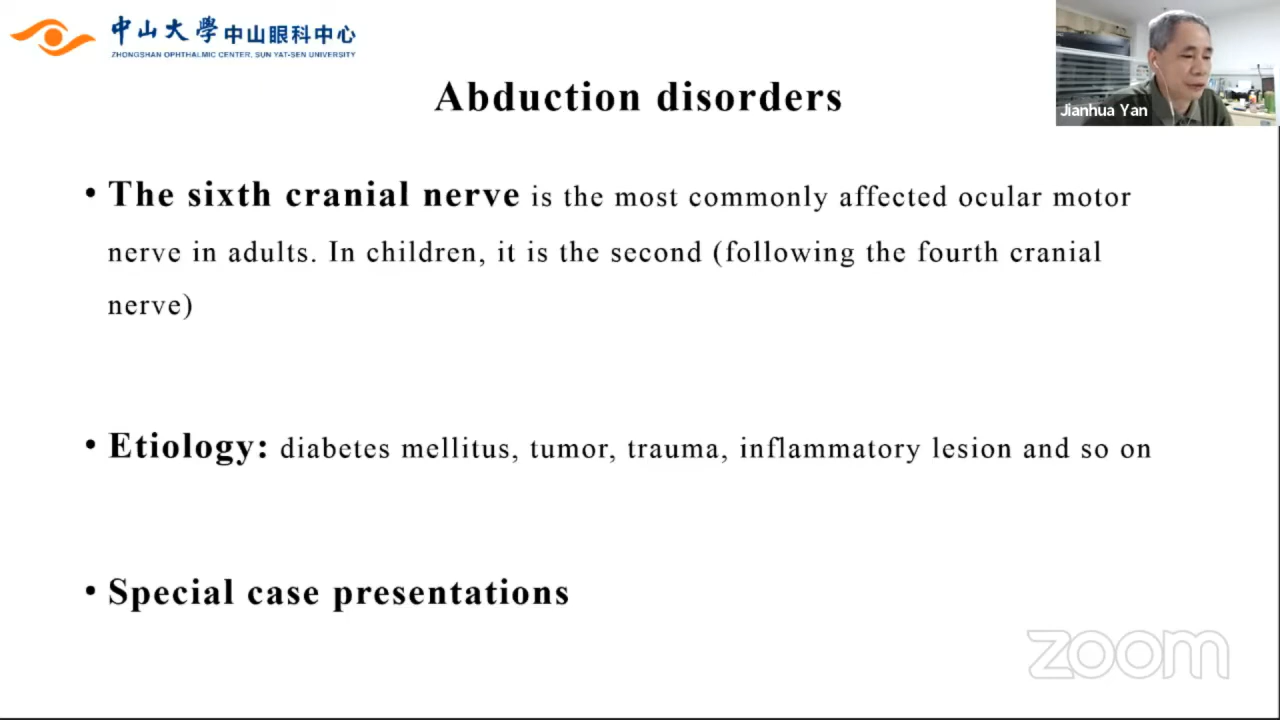 中山大學中山眼科中心
ZHONGSHAN OPHTHALMIC CENTER, SUN YAT-SEN UNIVERSITY
Jianhua Yan
Abduction disorders
• The sixth cranial nerve is the most commonly affected ocular motor
nerve in adults. In children, it is the second (following the fourth cranial
nerve)
• Etiology: diabetes mellitus, tumor, trauma, inflammatory lesion and so on
• Special case presentations
zoom